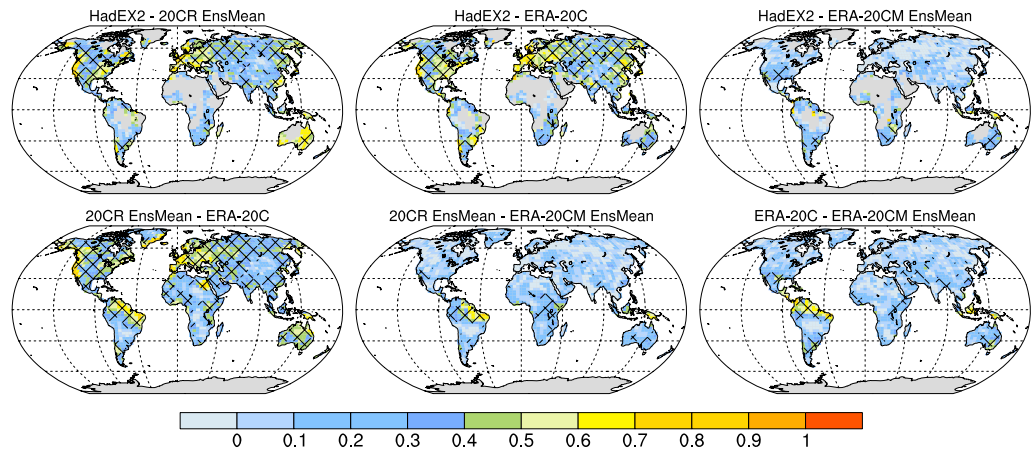 HadEX2 - 20CR EnsMean
HadEX2 - ERA-20C
HadEX2 - ERA-20CM EnsMean
20CR EnsMean - ERA-20C
20CR EnsMean - ERA-20CM EnsMean
ERA-20C - ERA-20CM EnsMean
0 0.1 0.2 0.3 0.4 0.5 0.6 0.7 0.8 0.9 1